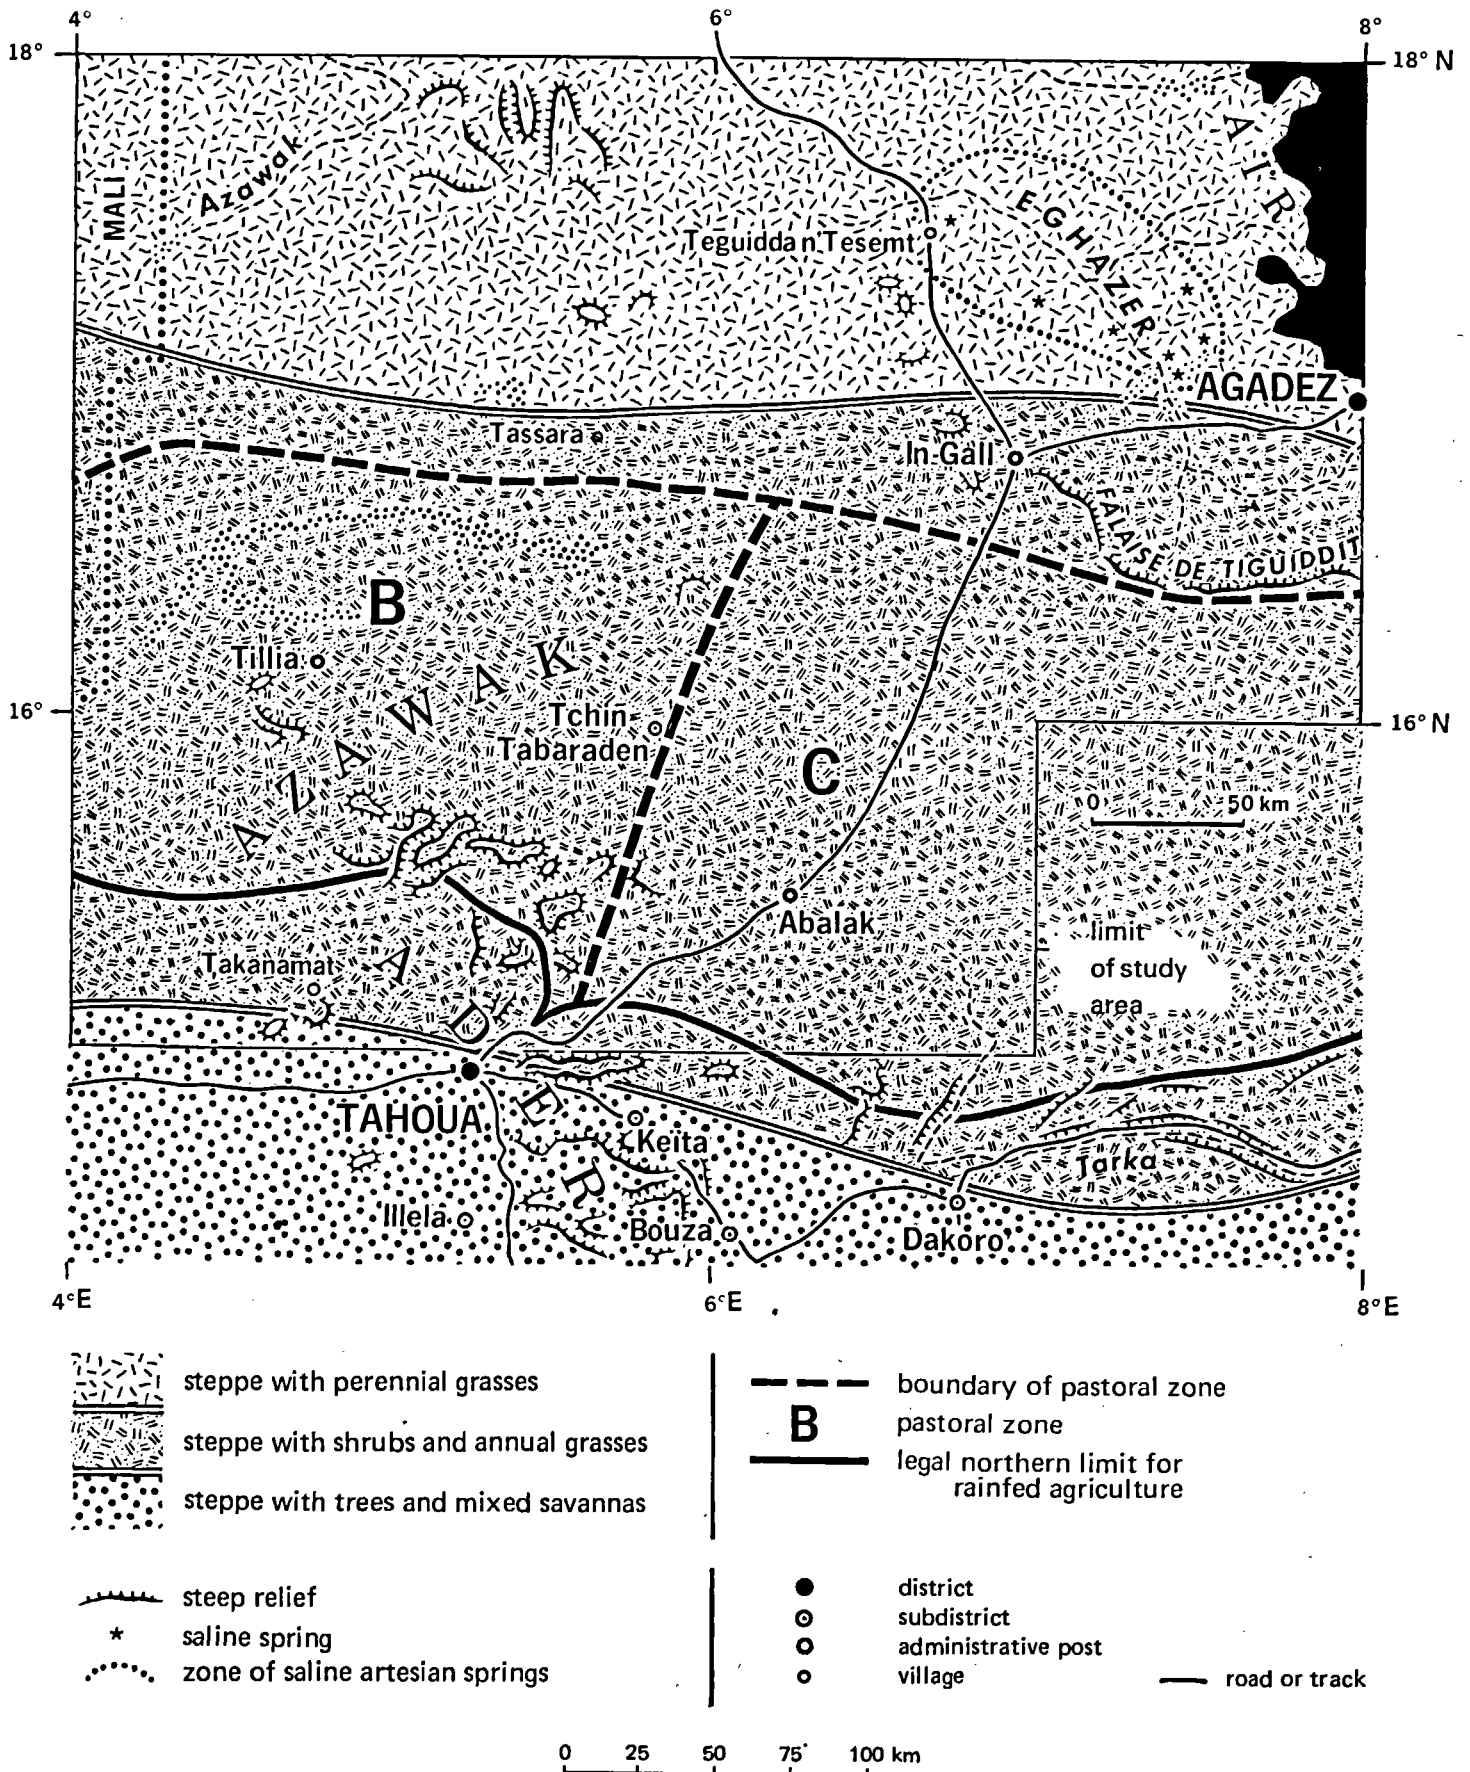 4°
6°
8°
18°
18° N
MALI
Azawak
AIR
EGHAZER
Teguidda n Tesemt
AGADEZ
Tassara
In Gall
FALAISE DE TIGUIDDIT
B
Tillia
AZAWAK
16°
16° N
Tchin
Tabaraden
C
0 50 km
Abalak
limit
of study
area
Takanamat
ADER
TAHOUA
Keïta
Tarka
Illela
Bouza
Dakoro
4°E
6°E
8°E
steppe with perennial grasses
steppe with shrubs and annual grasses
steppe with trees and mixed savannas
boundary of pastoral zone
B
pastoral zone
legal northern limit for
rainfed agriculture
steep relief
saline spring
zone of saline artesian springs
district
subdistrict
administrative post
village
road or track
0 25 50 75 100 km